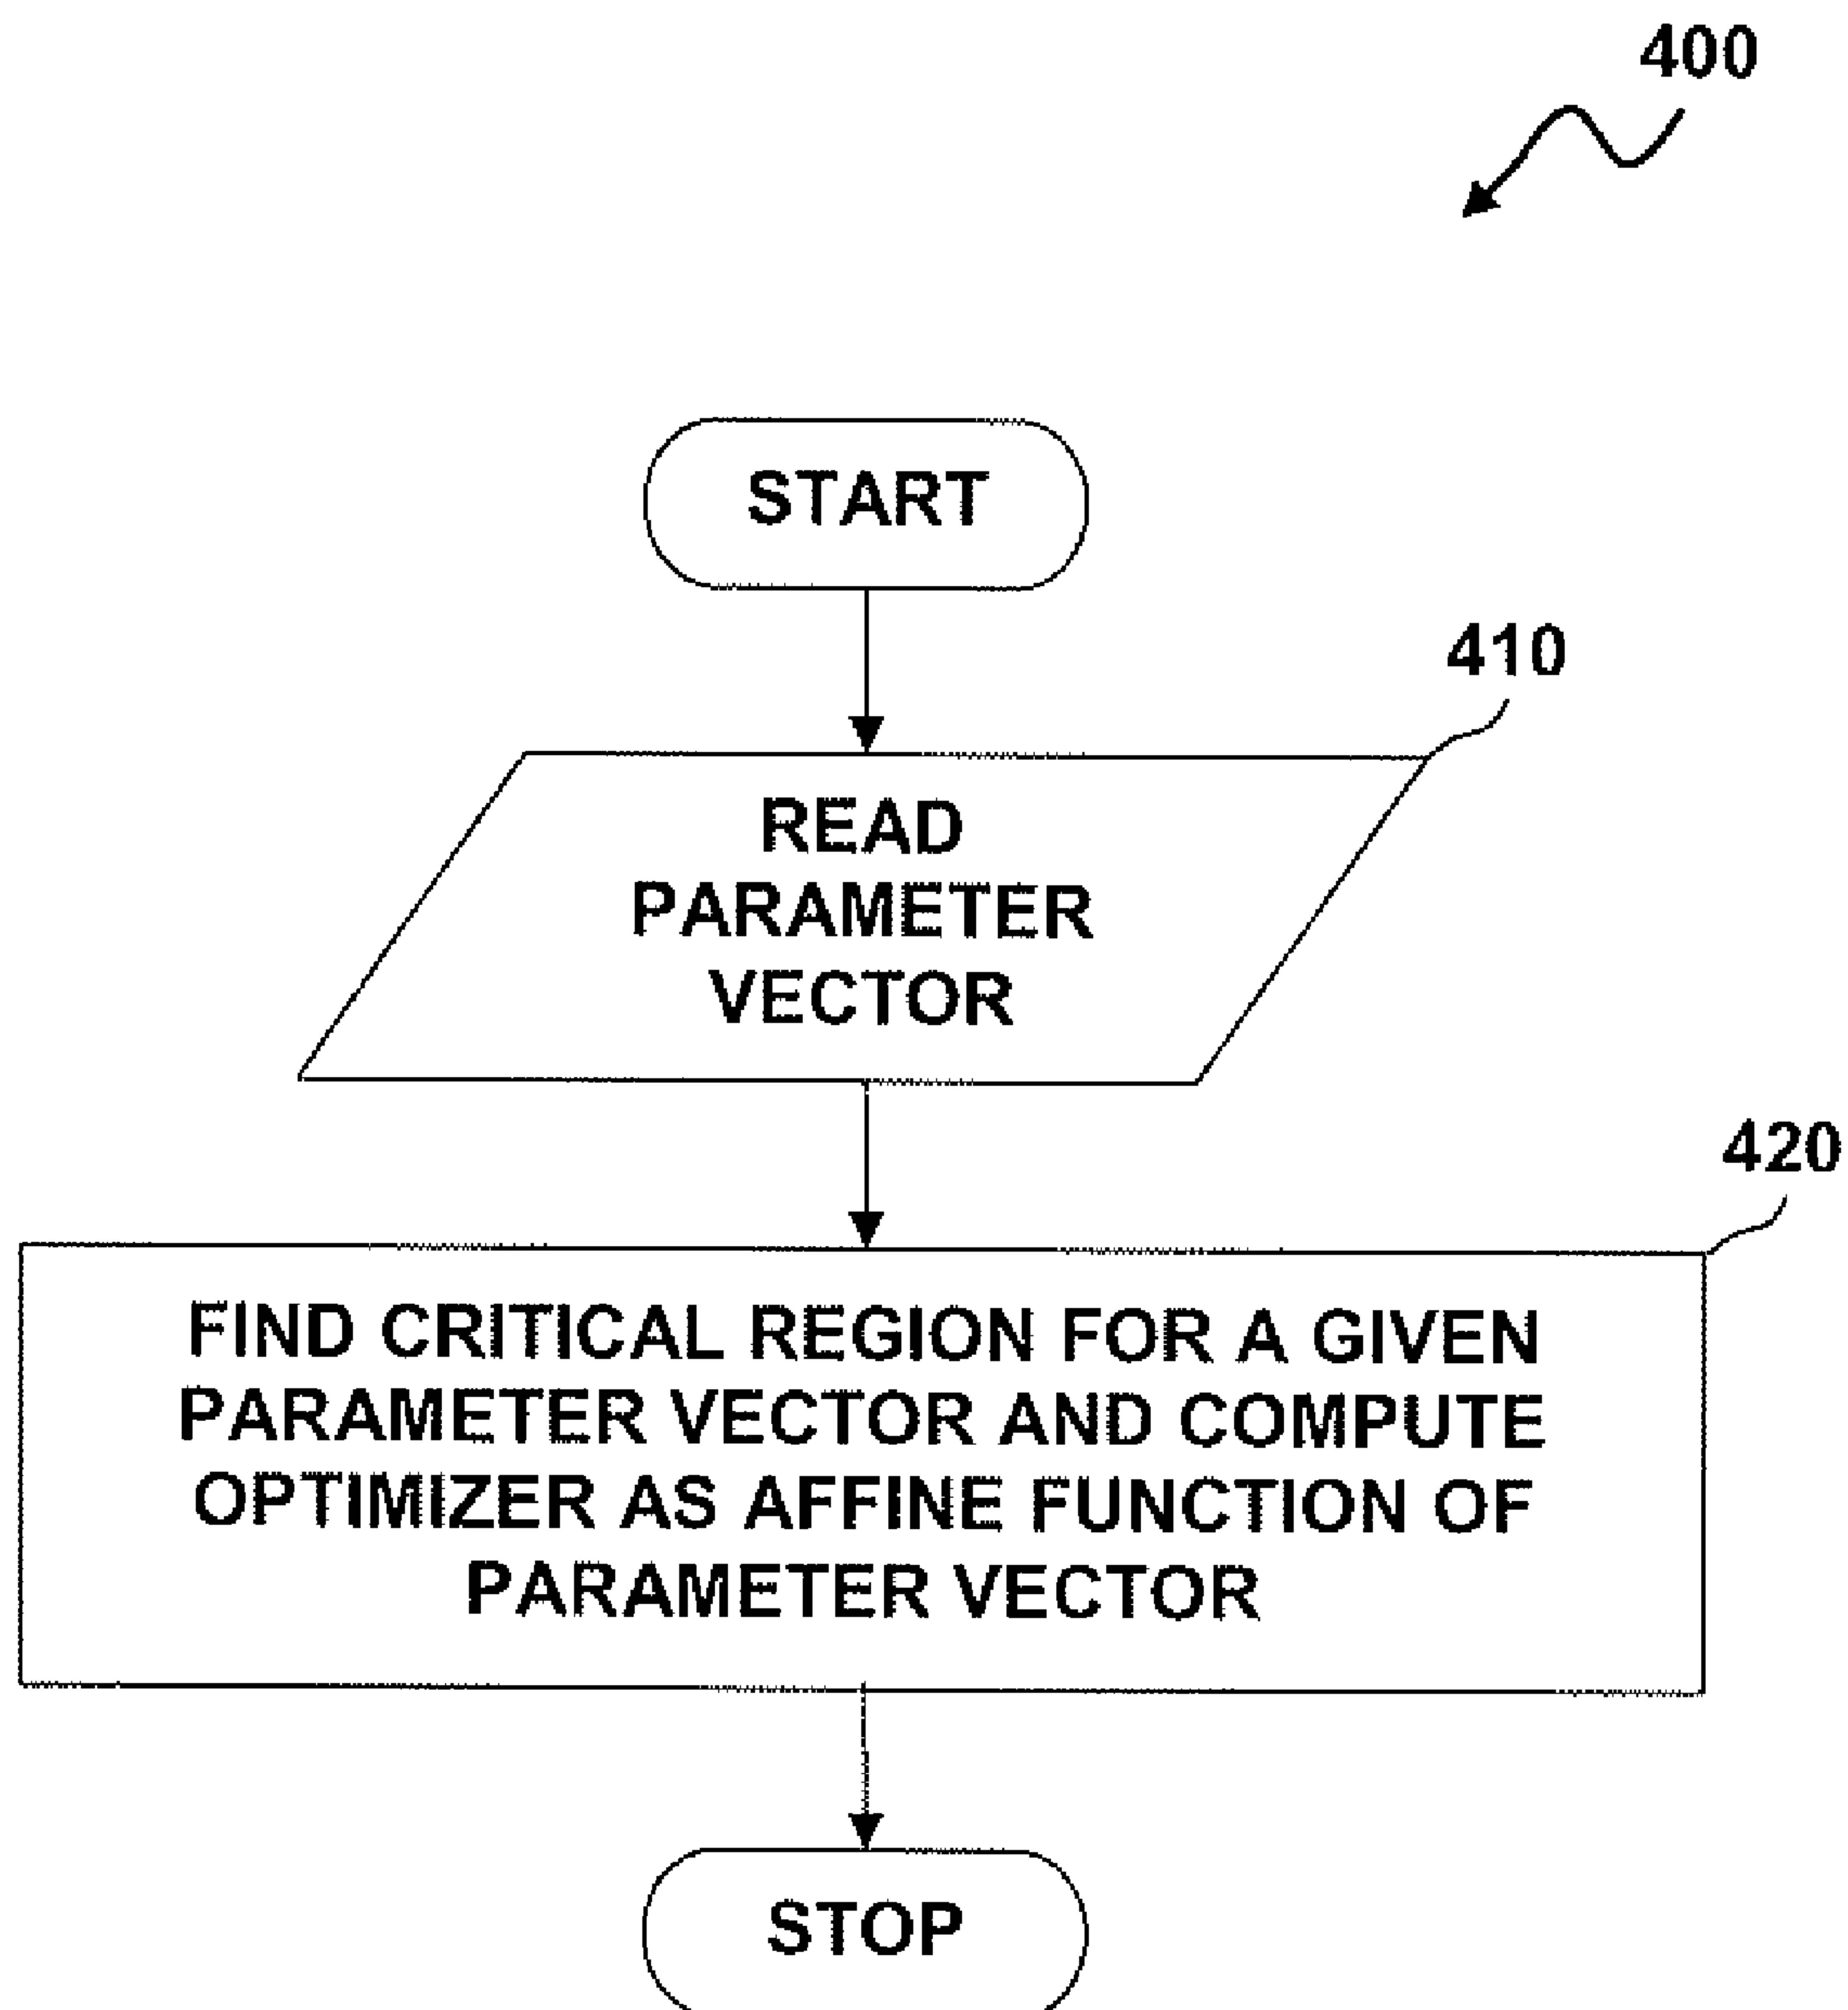 400
START
410
READ
PARAMETER
VECTOR
420
FIND CRITICAL REGION FOR A GIVEN
PARAMETER VECTOR AND COMPUTE
OPTIMIZER AS AFFINE FUNCTION OF
PARAMETER VECTOR
STOP